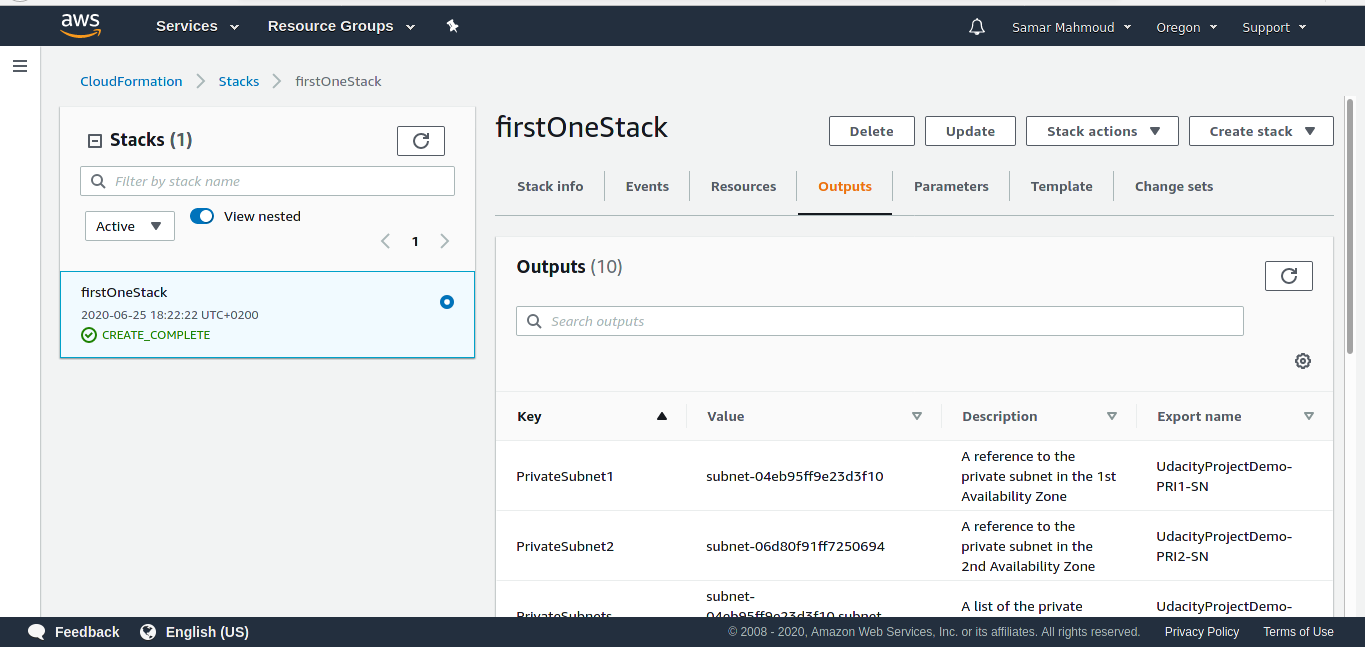 aws
Services
Resource Groups
Samar Mahmoud
Oregon
Support
CloudFormation
Stacks
firstOneStack
Stacks (1)
Filter by stack name
Active
View nested
1
firstOneStack
2020-06-25 18:22:22 UTC+0200
CREATE_COMPLETE
firstOneStack
Delete
Update
Stack actions
Create stack
Stack info
Events
Resources
Outputs
Parameters
Template
Change sets
Outputs (10)
Search outputs
Key
Value
Description
Export name
PrivateSubnet1
subnet-04eb95ff9e23d3f10
A reference to the
private subnet in the 1st
Availability Zone
UdacityProjectDemo-
PRI1-SN
PrivateSubnet2
subnet-06d80f91ff7250694
A reference to the
private subnet in the
2nd Availability Zone
UdacityProjectDemo-
PRI2-SN
PrivateSubnets
subnet-
04eb95ff9e23d3f10,subnet-
A list of the private
UdacityProjectDemo-
Feedback
English (US)
© 2008 - 2020, Amazon Web Services, Inc. or its affiliates. All rights reserved.
Privacy Policy
Terms of Use